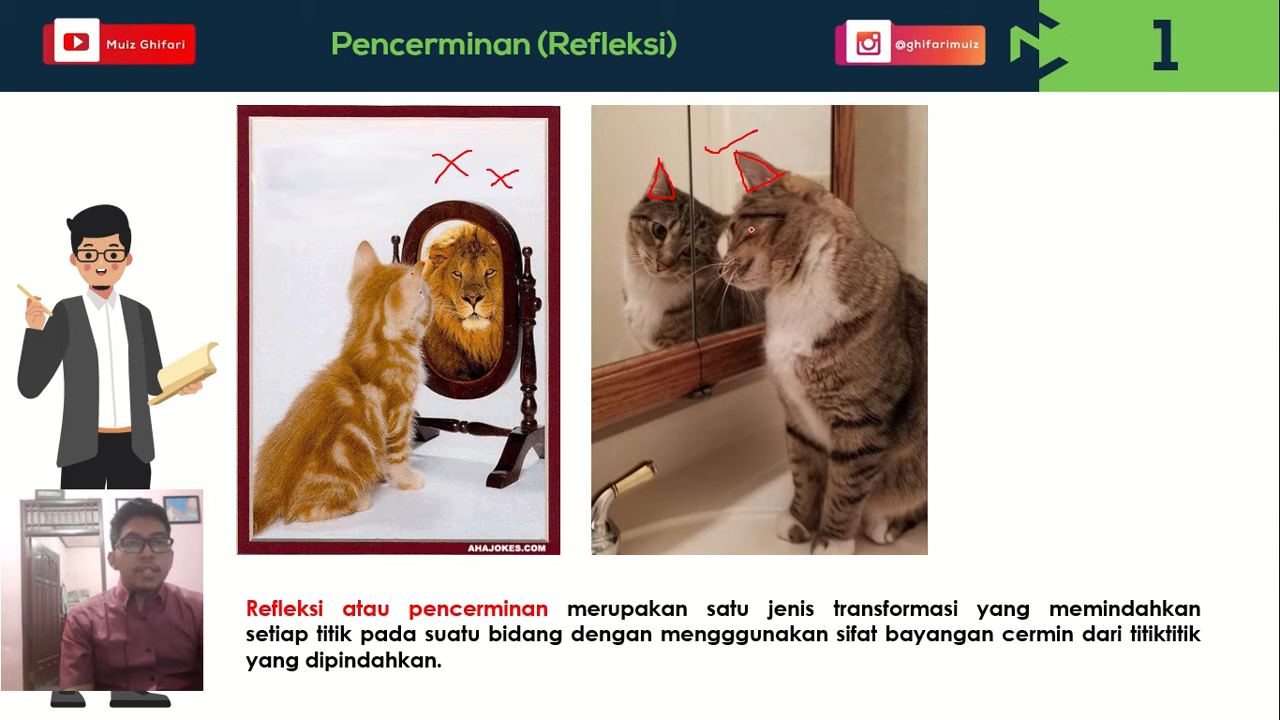 Muiz Ghifari
Pencerminan (Refleksi)
@ghifarimuiz
1
AHAJOKES.COM
Refleksi atau pencerminan merupakan satu jenis transformasi yang memindahkan
setiap titik pada suatu bidang dengan mengggunakan sifat bayangan cermin dari titiktitik
yang dipindahkan.